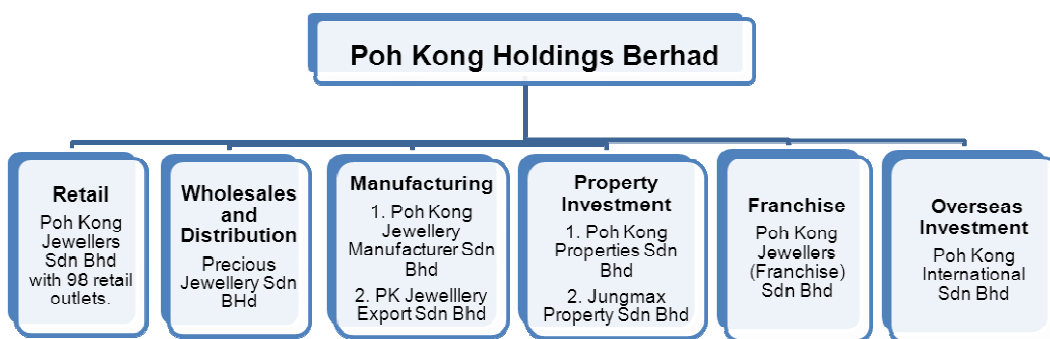 Poh Kong Holdings Berhad
Retail
Poh Kong
Jewellers
Sdn Bhd
with 98 retail
outlets.
Wholesales
and
Distribution
Precious
Jewellery Sdn
BHd
Manufacturing
1. Poh Kong
Jewellery
Manufacturer Sdn
Bhd
2. PK Jewelllery
Export Sdn Bhd
Property
Investment
1. Poh Kong
Properties Sdn
Bhd
2. Jungmax
Property Sdn Bhd
Franchise
Poh Kong
Jewellers
(Franchise)
Sdn Bhd
Overseas
Investment
Poh Kong
International
Sdn Bhd